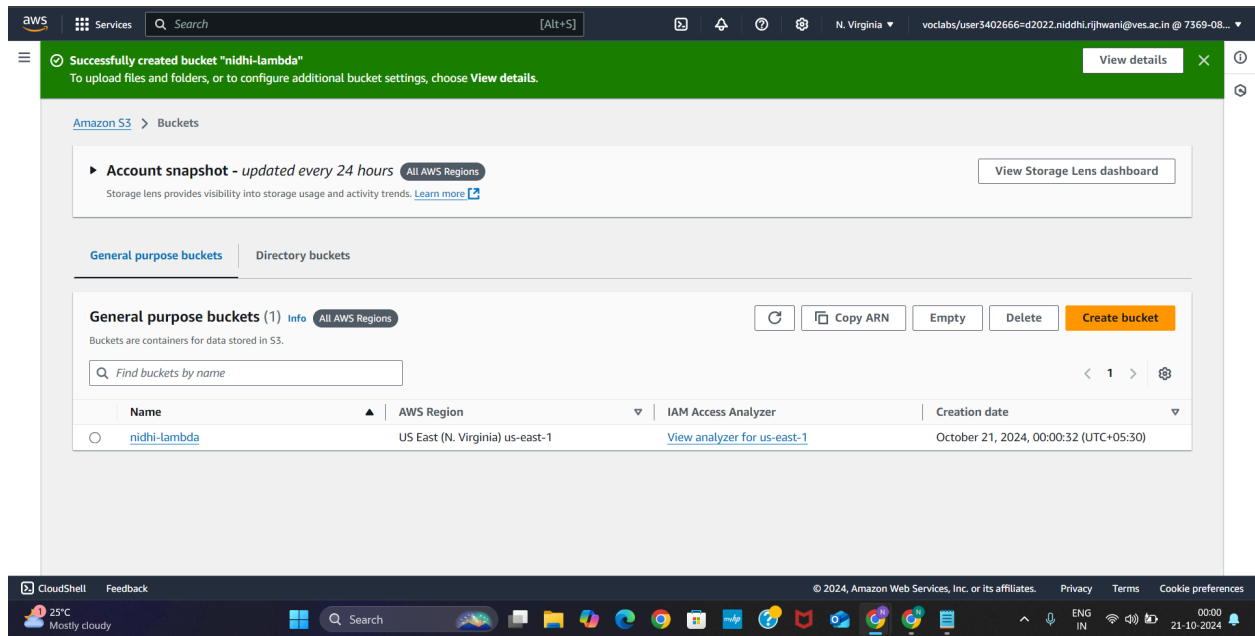 aws Services Search [Alt+S] N. Virginia voclabs/user3402666=d2022.niddhi.rijhwani@ves.ac.in @ 7369-08...
Successfully created bucket "nidhi-lambda"
To upload files and folders, or to configure additional bucket settings, choose View details.
View details
Amazon S3 Buckets
Account snapshot - updated every 24 hours All AWS Regions
Storage lens provides visibility into storage usage and activity trends. Learn more
View Storage Lens dashboard
General purpose buckets Directory buckets
General purpose buckets (1) Info All AWS Regions
Copy ARN Empty Delete Create bucket
Buckets are containers for data stored in S3.
Find buckets by name
1
Name AWS Region IAM Access Analyzer Creation date
nidhi-lambda US East (N. Virginia) us-east-1 View analyzer for us-east-1 October 21, 2024, 00:00:32 (UTC+05:30)
CloudShell Feedback © 2024, Amazon Web Services, Inc. or its affiliates. Privacy Terms Cookie preferences
1
25°C
Mostly cloudy
Search
ENG
IN
00:00
21-10-2024